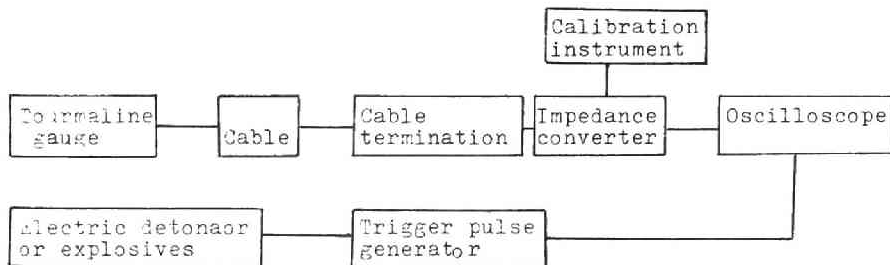 Calibration
instrument
Tourmaline
gauge
Cable
Cable
termination
Impedance
converter
Oscilloscope
Electric detonaor
or explosives
Trigger pulse
generator